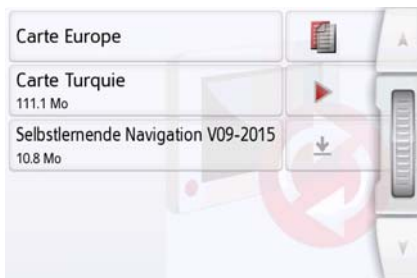 Carte Europe
Carte Turquie
111.1 Mo
Selbstlernende Navigation V09-2015
10.8 Mo